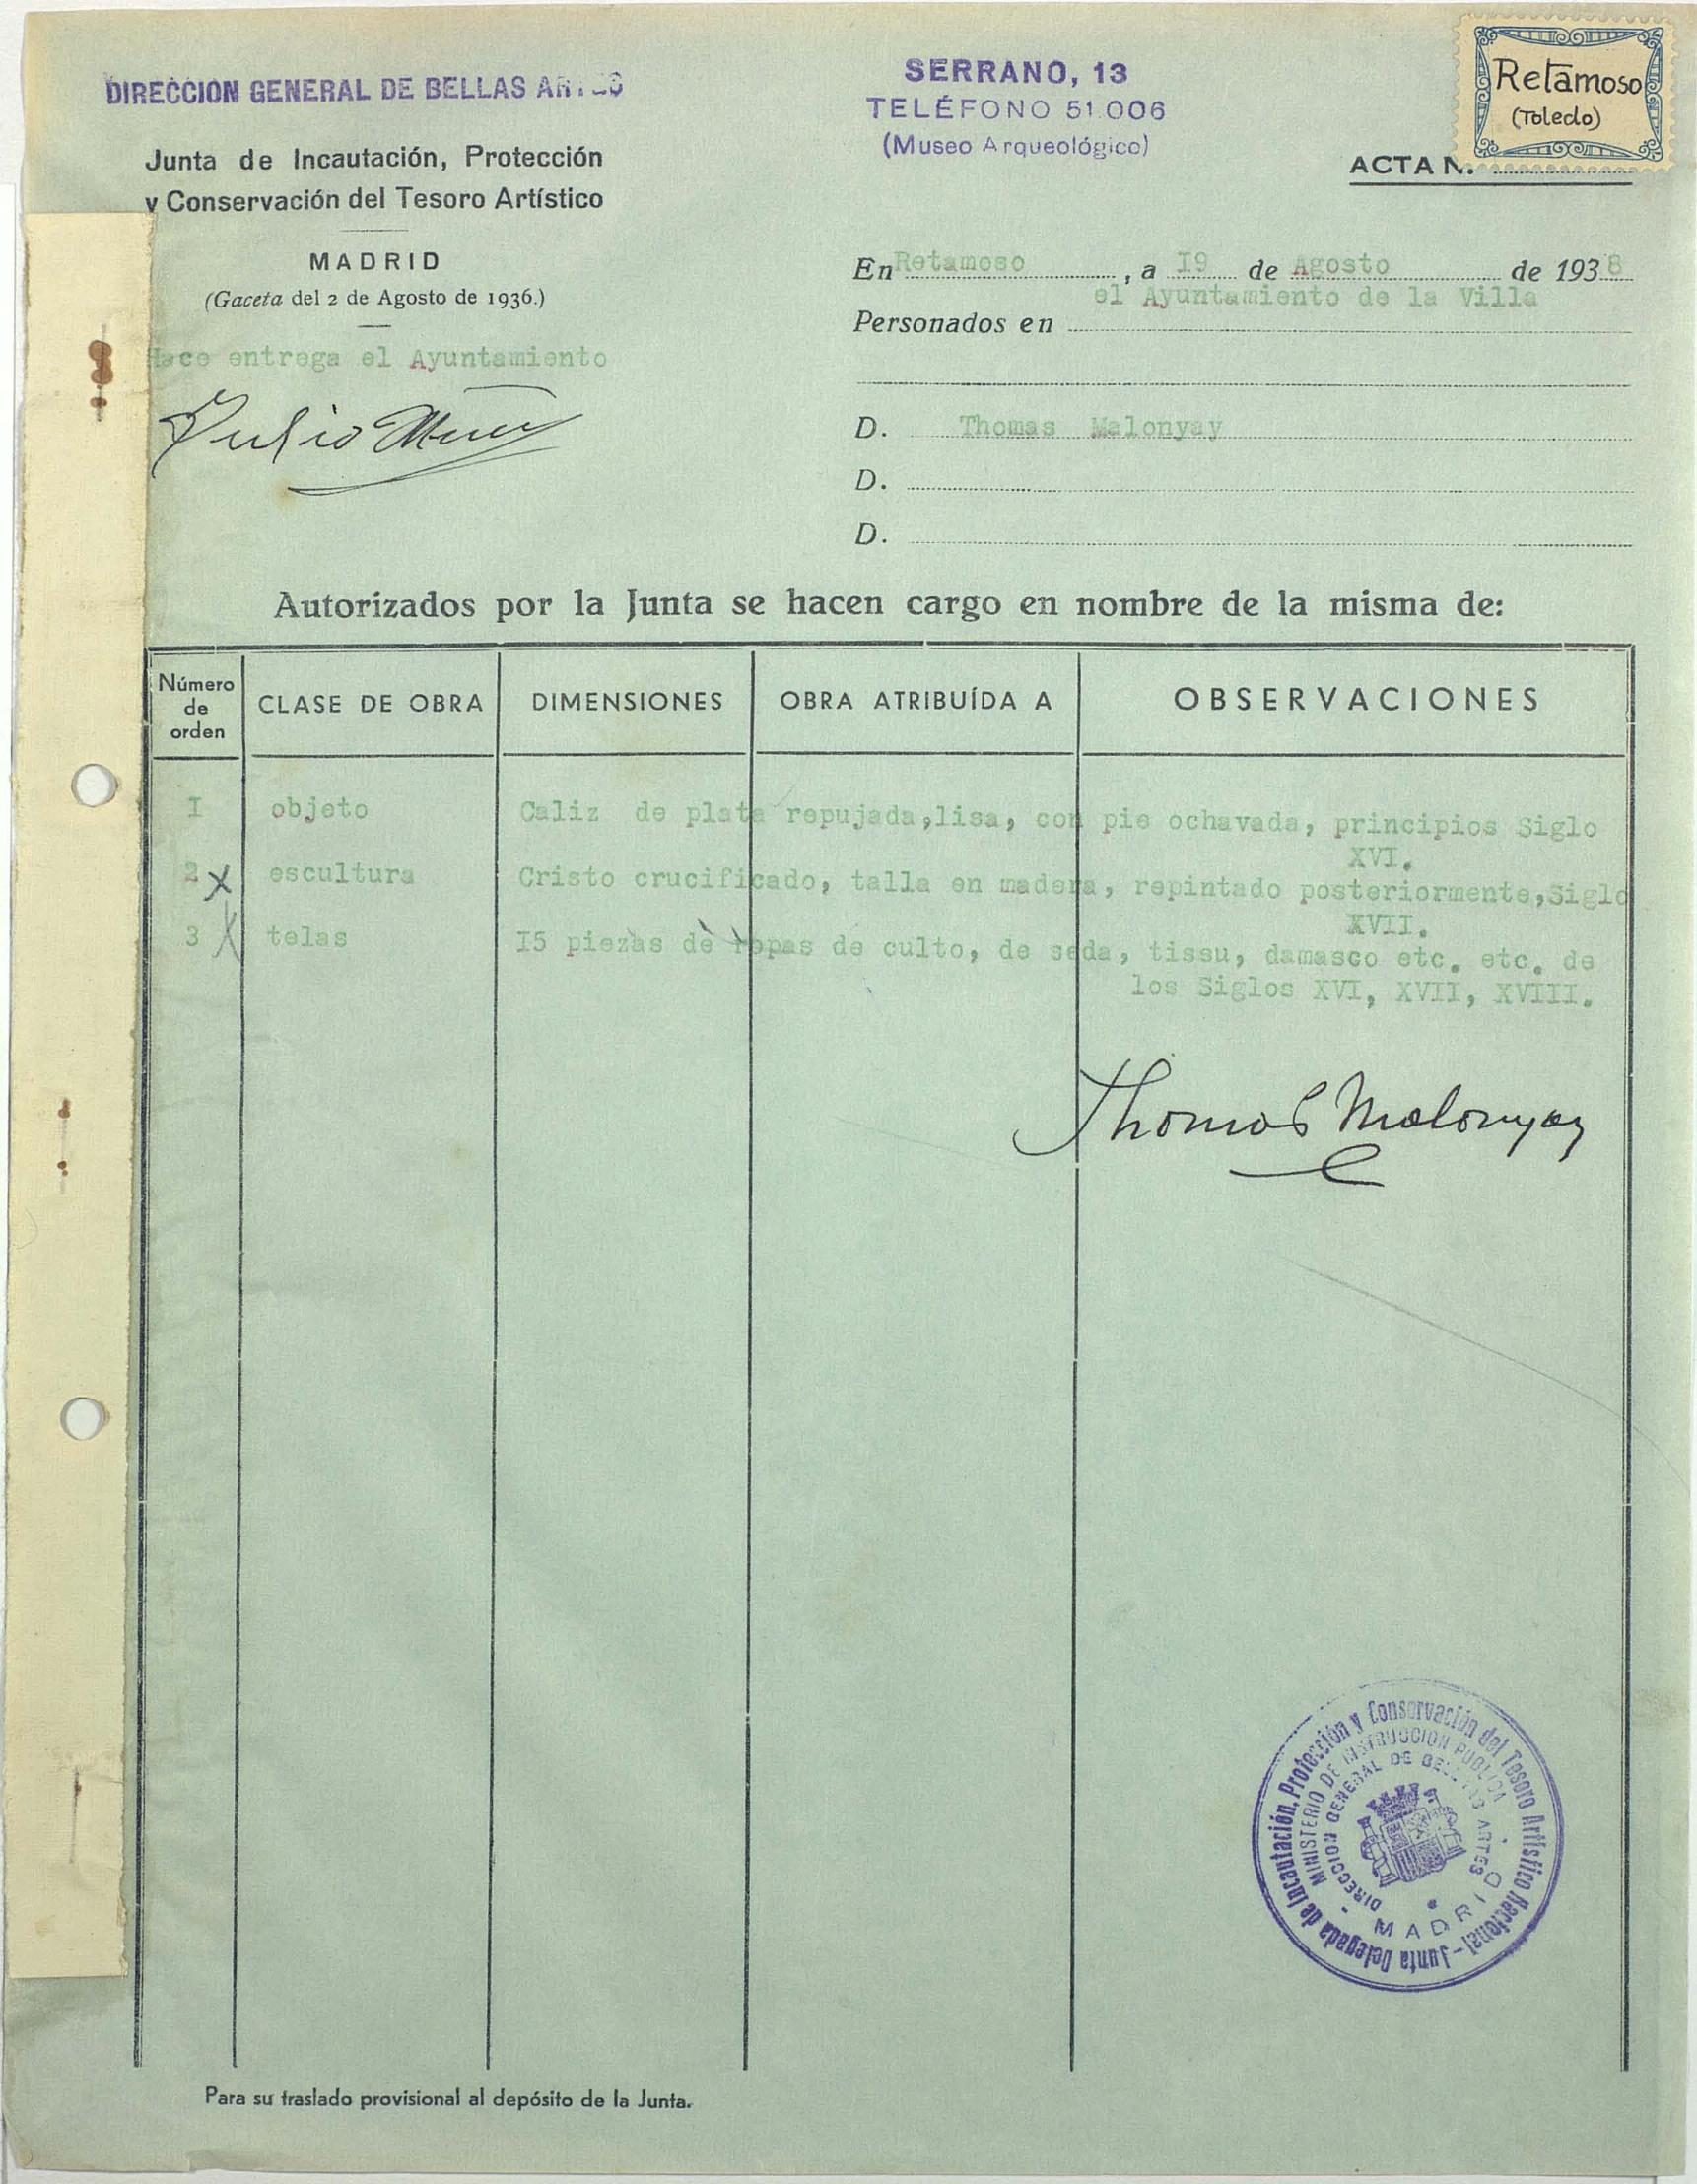 DIRECCION GENERAL DE BELLAS ARTES
Junta de Incautación, Protección
y Conservación del Tesoro Artístico
MADRID
(Gaceta del 2 de Agosto de 1936.)
Hace entrega el Ayuntamiento
Julio
SERRANO, 13
TELÉFONO 51.006
(Museo Arqueológico)
Retamoso
(Toledo)
ACTA N.
En Retamoso, a I9 de Agosto de 1938
el Ayuntamiento de la Villa
Personados en
D. Thomas Malonyay
D.
D.
Autorizados por la Junta se hacen cargo en nombre de la misma de:
Número de orden CLASE DE OBRA DIMENSIONES OBRA ATRIBUÍDA A OBSERVACIONES
I objeto Caliz de plata repujada,lisa, con pie ochavada, principios Siglo
XVI.
2 x escultura Cristo crucificado, talla en madera, repintado posteriormente,Siglo
XVII.
3 x telas I5 piezas de ropas de culto, de seda, tissu, damasco etc. etc. de
los Siglos XVI, XVII, XVIII.
Thomas Malonyay
Junta Delegada de Incautación, Protección y Conservación del Tesoro Artístico Nacional
MINISTERIO DE INSTRUCCION PUBLICA
DIRECCION GENERAL DE BELLAS ARTES
MADRID
Para su traslado provisional al depósito de la Junta.